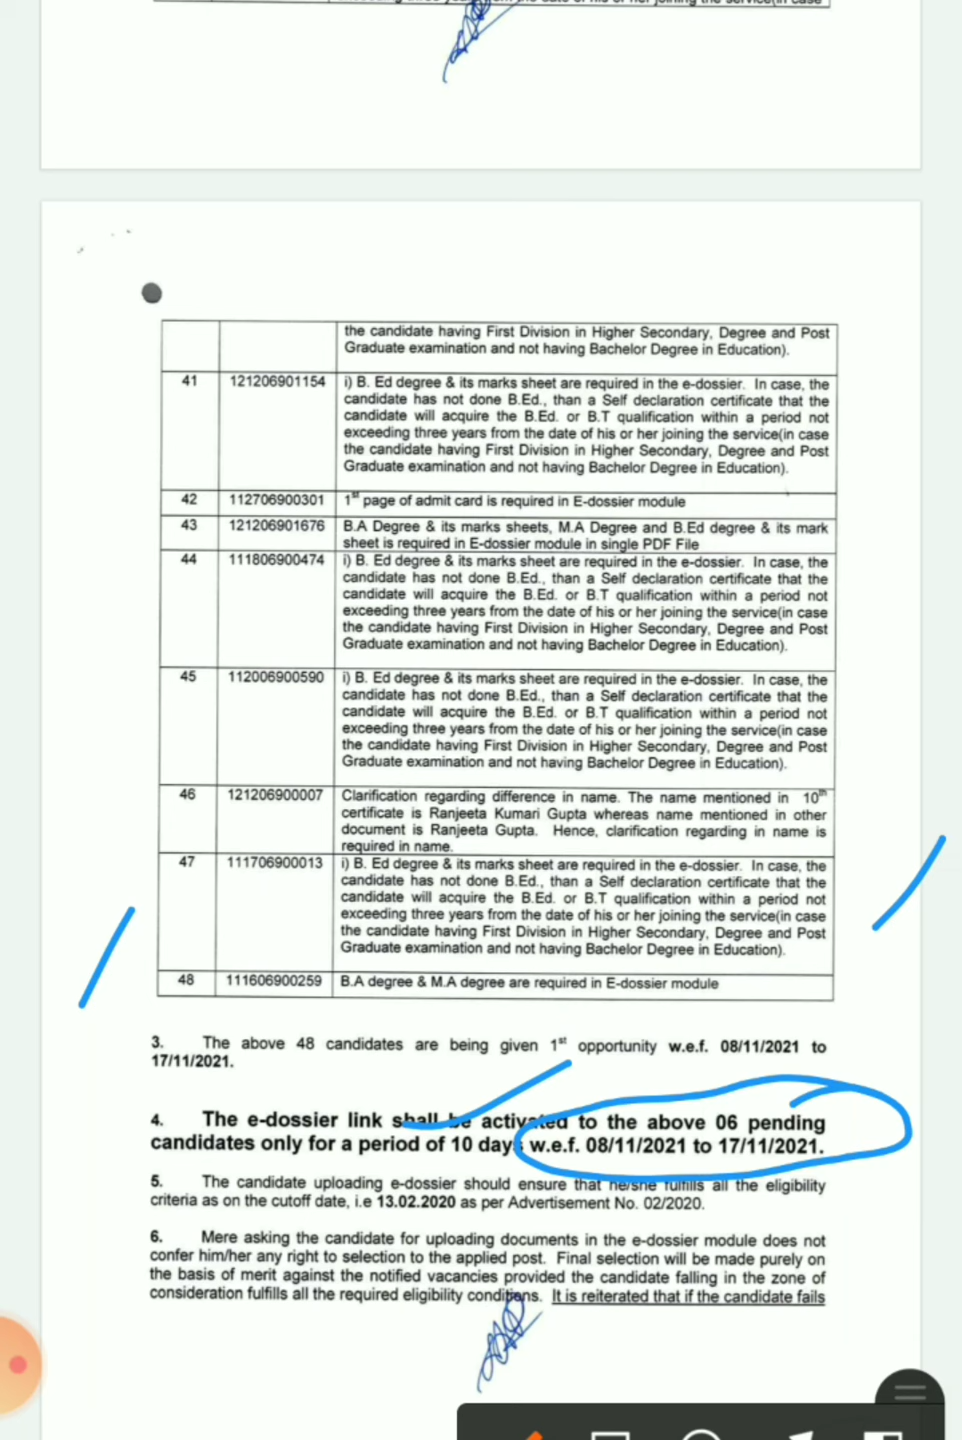 the candidate having First Division in Higher Secondary, Degree and Post
Graduate examination and not having Bachelor Degree in Education).
41 121206901154 i) B. Ed degree & its marks sheet are required in the e-dossier. In case, the
candidate has not done B.Ed., than a Self declaration certificate that the
candidate will acquire the B.Ed. or B.T qualification within a period not
exceeding three years from the date of his or her joining the service(in case
the candidate having First Division in Higher Secondary, Degree and Post
Graduate examination and not having Bachelor Degree in Education).
42 112706900301 1st page of admit card is required in E-dossier module
43 121206901676 B.A Degree & its marks sheets, M.A Degree and B.Ed degree & its mark
sheet is required in E-dossier module in single PDF File
44 111806900474 i) B. Ed degree & its marks sheet are required in the e-dossier. In case, the
candidate has not done B.Ed., than a Self declaration certificate that the
candidate will acquire the B.Ed. or B.T qualification within a period not
exceeding three years from the date of his or her joining the service(in case
the candidate having First Division in Higher Secondary, Degree and Post
Graduate examination and not having Bachelor Degree in Education).
45 112006900590 i) B. Ed degree & its marks sheet are required in the e-dossier. In case, the
candidate has not done B.Ed., than a Self declaration certificate that the
candidate will acquire the B.Ed. or B.T qualification within a period not
exceeding three years from the date of his or her joining the service(in case
the candidate having First Division in Higher Secondary, Degree and Post
Graduate examination and not having Bachelor Degree in Education).
46 121206900007 Clarification regarding difference in name. The name mentioned in 10th
certificate is Ranjeeta Kumari Gupta whereas name mentioned in other
document is Ranjeeta Gupta. Hence, clarification regarding in name is
required in name.
47 111706900013 i) B. Ed degree & its marks sheet are required in the e-dossier. In case, the
candidate has not done B.Ed., than a Self declaration certificate that the
candidate will acquire the B.Ed. or B.T qualification within a period not
exceeding three years from the date of his or her joining the service(in case
the candidate having First Division in Higher Secondary, Degree and Post
Graduate examination and not having Bachelor Degree in Education).
48 111606900259 B.A degree & M.A degree are required in E-dossier module
3. The above 48 candidates are being given 1st opportunity w.e.f. 08/11/2021 to
17/11/2021.
4. The e-dossier link shall be activated to the above 06 pending
candidates only for a period of 10 days w.e.f. 08/11/2021 to 17/11/2021.
5. The candidate uploading e-dossier should ensure that he/she fulfills all the eligibility
criteria as on the cutoff date, i.e 13.02.2020 as per Advertisement No. 02/2020.
6. Mere asking the candidate for uploading documents in the e-dossier module does not
confer him/her any right to selection to the applied post. Final selection will be made purely on
the basis of merit against the notified vacancies provided the candidate falling in the zone of
consideration fulfills all the required eligibility conditions. It is reiterated that if the candidate fails